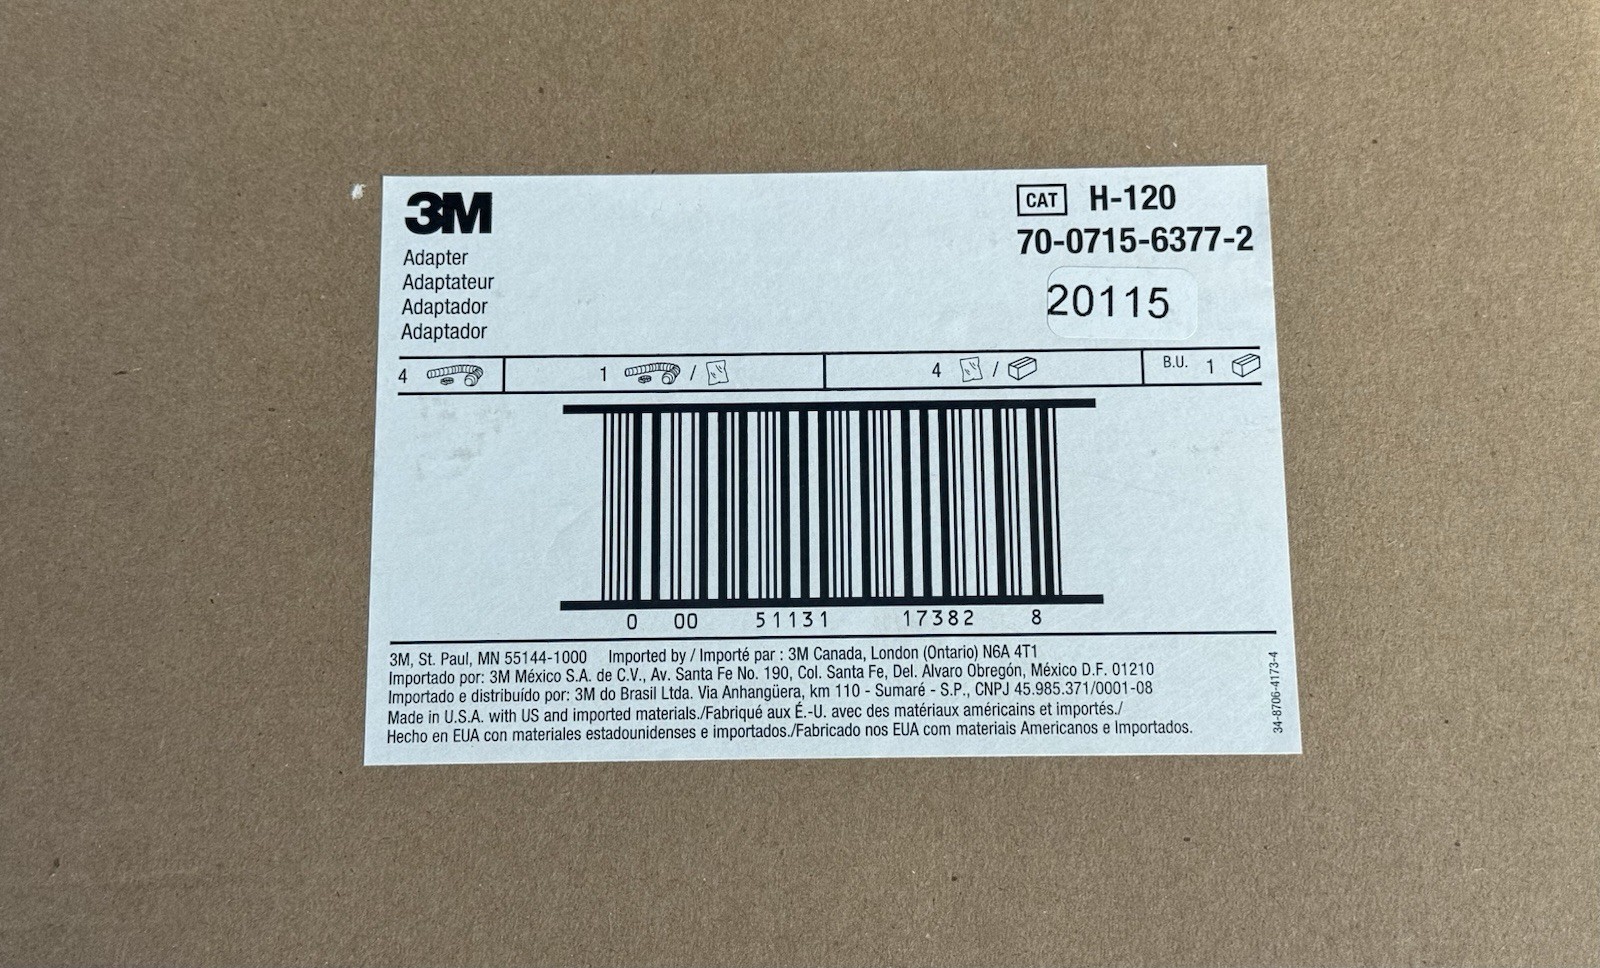 3M
Adapter
Adaptateur
Adaptador
Adaptador
CAT H-120
70-0715-6377-2
20115
4
1 /
4 /
B.U. 1
0 00 51131 17382 8
3M, St. Paul, MN 55144-1000 Imported by / Importé par : 3M Canada, London (Ontario) N6A 4T1
Importado por: 3M México S.A. de C.V., Av. Santa Fe No. 190, Col. Santa Fe, Del. Alvaro Obregón, México D.F. 01210
Importado e distribuído por: 3M do Brasil Ltda. Via Anhangüera, km 110 - Sumaré - S.P., CNPJ 45.985.371/0001-08
Made in U.S.A. with US and imported materials./Fabriqué aux É.-U. avec des matériaux américains et importés./
Hecho en EUA con materiales estadounidenses e importados./Fabricado nos EUA com materiais Americanos e Importados.
34-8706-4173-4